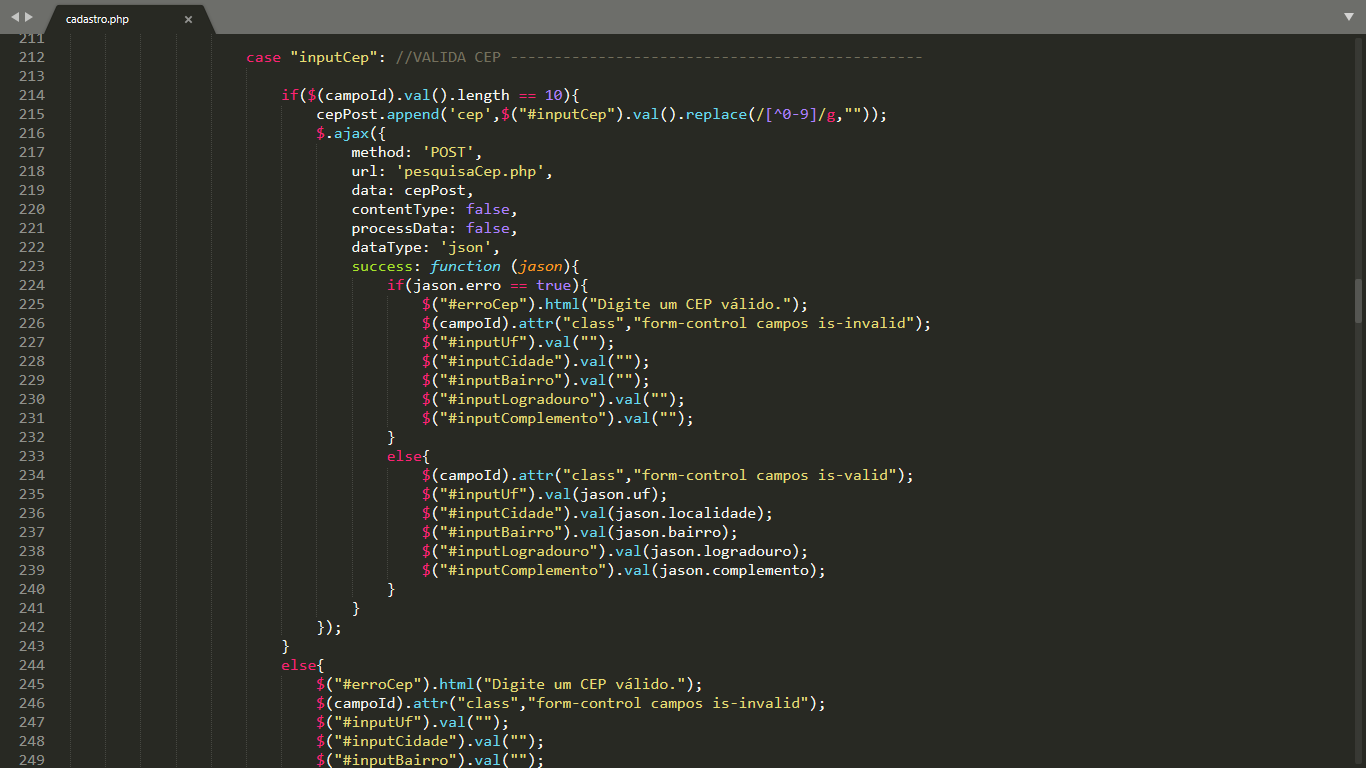 cadastro.php
211
212 case "inputCep": //VALIDA CEP -----------------------------------------------
213
214 if($(campoId).val().length == 10){
215 cepPost.append('cep',$("#inputCep").val().replace(/[^0-9]/g,""));
216 $.ajax({
217 method: 'POST',
218 url: 'pesquisaCep.php',
219 data: cepPost,
220 contentType: false,
221 processData: false,
222 dataType: 'json',
223 success: function (jason){
224 if(jason.erro == true){
225 $("#erroCep").html("Digite um CEP válido.");
226 $(campoId).attr("class","form-control campos is-invalid");
227 $("#inputUf").val("");
228 $("#inputCidade").val("");
229 $("#inputBairro").val("");
230 $("#inputLogradouro").val("");
231 $("#inputComplemento").val("");
232 }
233 else{
234 $(campoId).attr("class","form-control campos is-valid");
235 $("#inputUf").val(jason.uf);
236 $("#inputCidade").val(jason.localidade);
237 $("#inputBairro").val(jason.bairro);
238 $("#inputLogradouro").val(jason.logradouro);
239 $("#inputComplemento").val(jason.complemento);
240 }
241 }
242 });
243 }
244 else{
245 $("#erroCep").html("Digite um CEP válido.");
246 $(campoId).attr("class","form-control campos is-invalid");
247 $("#inputUf").val("");
248 $("#inputCidade").val("");
249 $("#inputBairro").val("");